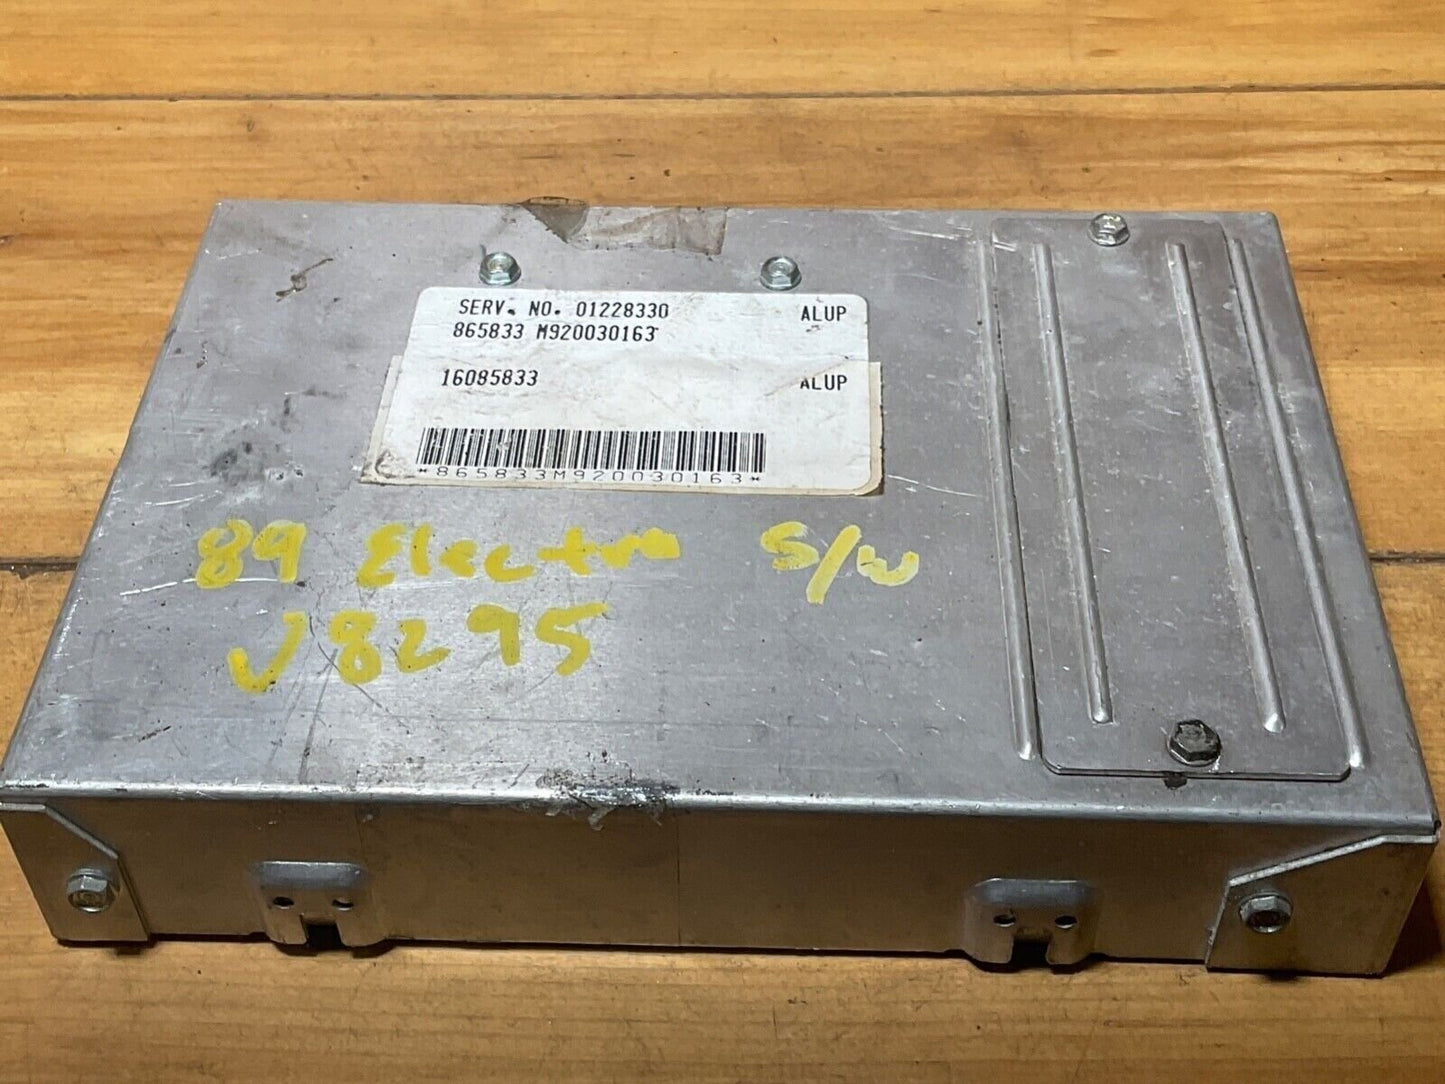 SERV. NO. 01228330 ALUP
865833 M920030163
16085833 ALUP
*865833M920030163*
89 Electra S/W
J8295